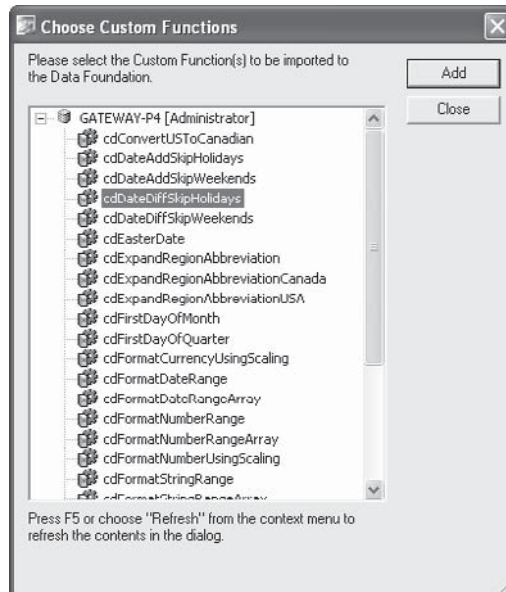 Choose Custom Functions
Please select the Custom Function(s) to be imported to
the Data Foundation.
Add
Close
GATEWAY-P4 [Administrator]
cdConvertUSToCanadian
cdDateAddSkipHolidays
cdDateAddSkipWeekends
cdDateDiffSkipHolidays
cdDateDiffSkipWeekends
cdEasterDate
cdExpandRegionAbbreviation
cdExpandRegionAbbreviationCanada
cdExpandRegionAbbreviationUSA
cdFirstDayOfMonth
cdFirstDayOfQuarter
cdFormatCurrencyUsingScaling
cdFormatDateRange
cdFormatDateRangeArray
cdFormatNumberRange
cdFormatNumberRangeArray
cdFormatNumberUsingScaling
cdFormatStringRange
cdFormatStringRangeArray
Press F5 or choose "Refresh" from the context menu to
refresh the contents in the dialog.